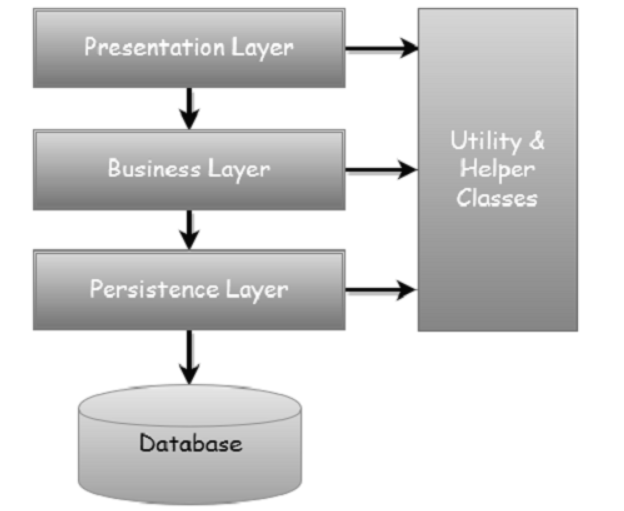 Presentation Layer
Utility &
Helper
Classes
Business Layer
Persistence Layer
Database